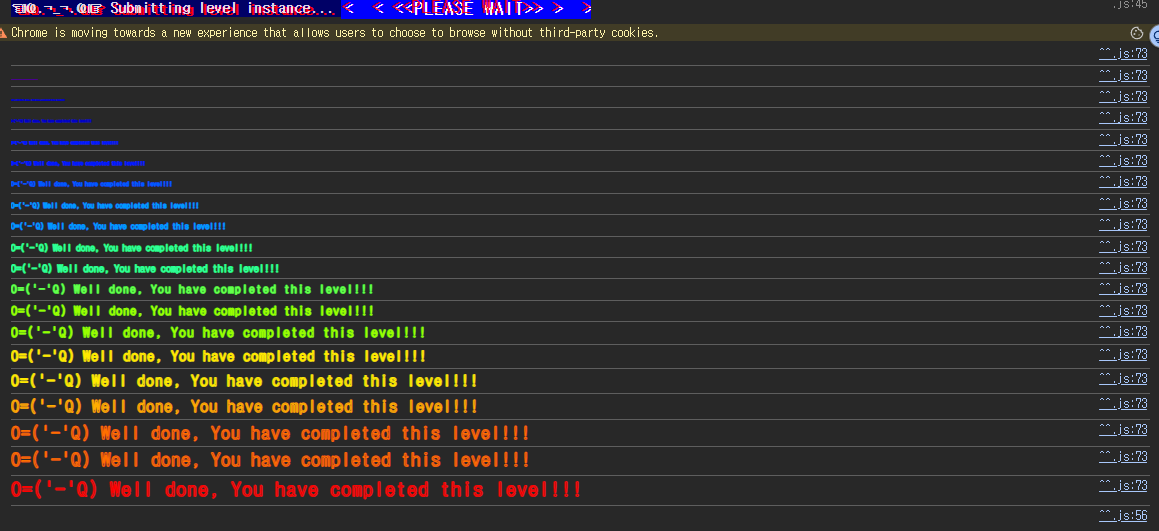 .js:45
Submitting level instance... < < <<PLEASE WAIT>> > >
Chrome is moving towards a new experience that allows users to choose to browse without third-party cookies.
^^.js:73
^^.js:73
^^.js:73
^^.js:73
^^.js:73
^^.js:73
O=('-'Q) Well done, You have completed this level!!! ^^.js:73
O=('-'Q) Well done, You have completed this level!!! ^^.js:73
O=('-'Q) Well done, You have completed this level!!! ^^.js:73
O=('-'Q) Well done, You have completed this level!!! ^^.js:73
O=('-'Q) Well done, You have completed this level!!! ^^.js:73
O=('-'Q) Well done, You have completed this level!!! ^^.js:73
O=('-'Q) Well done, You have completed this level!!! ^^.js:73
O=('-'Q) Well done, You have completed this level!!! ^^.js:73
O=('-'Q) Well done, You have completed this level!!! ^^.js:73
O=('-'Q) Well done, You have completed this level!!! ^^.js:73
O=('-'Q) Well done, You have completed this level!!! ^^.js:73
O=('-'Q) Well done, You have completed this level!!! ^^.js:73
O=('-'Q) Well done, You have completed this level!!! ^^.js:73
O=('-'Q) Well done, You have completed this level!!! ^^.js:73
^^.js:56